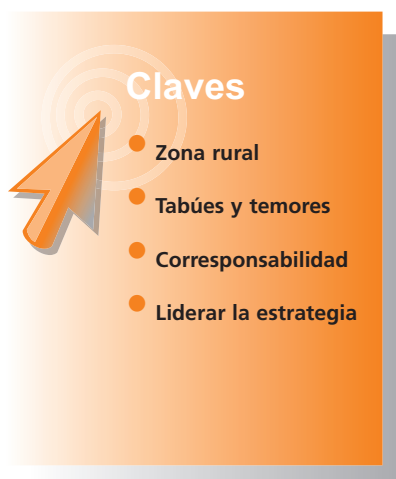 Claves
Zona rural
Tabúes y temores
Corresponsabilidad
Liderar la estrategia